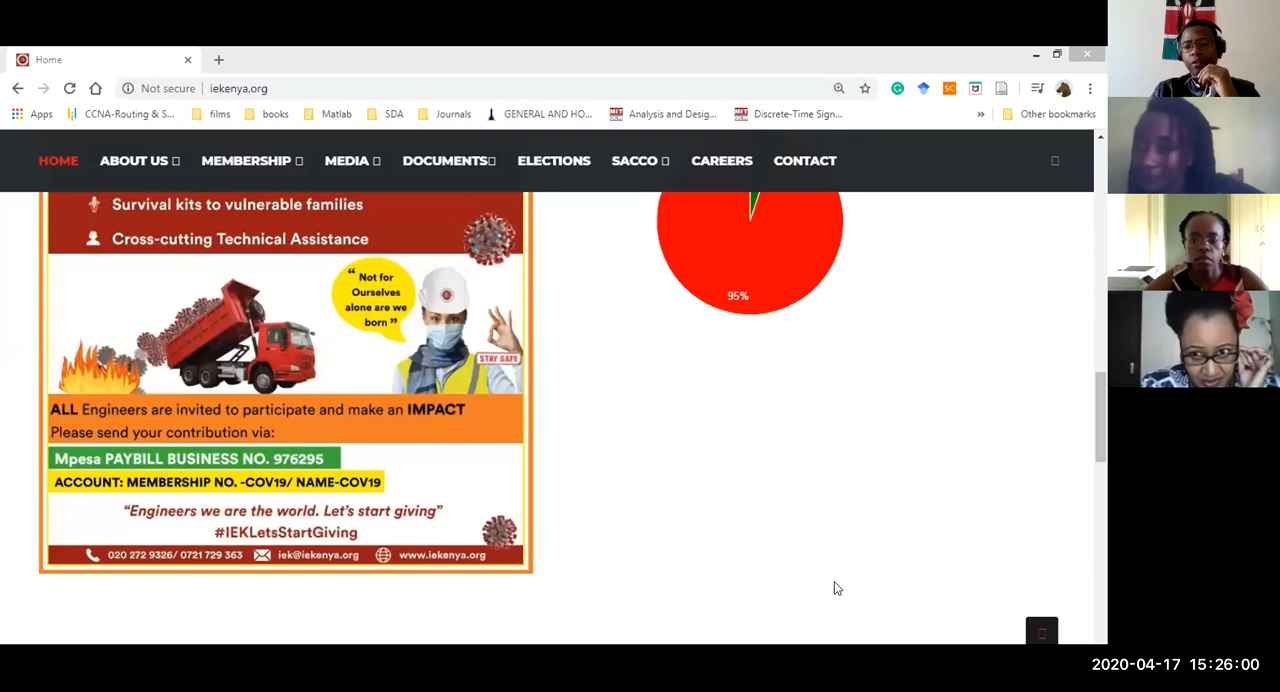 Home
Not secure
iekenya.org
Apps
CCNA-Routing & S...
films
books
Matlab
SDA
Journals
GENERAL AND HO...
Analysis and Desig...
Discrete-Time Sign...
»
Other bookmarks
HOME
ABOUT US
MEMBERSHIP
MEDIA
DOCUMENTS
ELECTIONS
SACCO
CAREERS
CONTACT
Survival kits to vulnerable families
Cross-cutting Technical Assistance
“ Not for
Ourselves
alone are we
born ”
STAY SAFE
95%
ALL Engineers are invited to participate and make an IMPACT
Please send your contribution via:
Mpesa PAYBILL BUSINESS NO. 976295
ACCOUNT: MEMBERSHIP NO. -COV19/ NAME-COV19
“Engineers we are the world. Let’s start giving”
#IEKLetsStartGiving
020 272 9326/ 0721 729 363
iek@iekenya.org
www.iekenya.org
2020-04-17 15:26:00